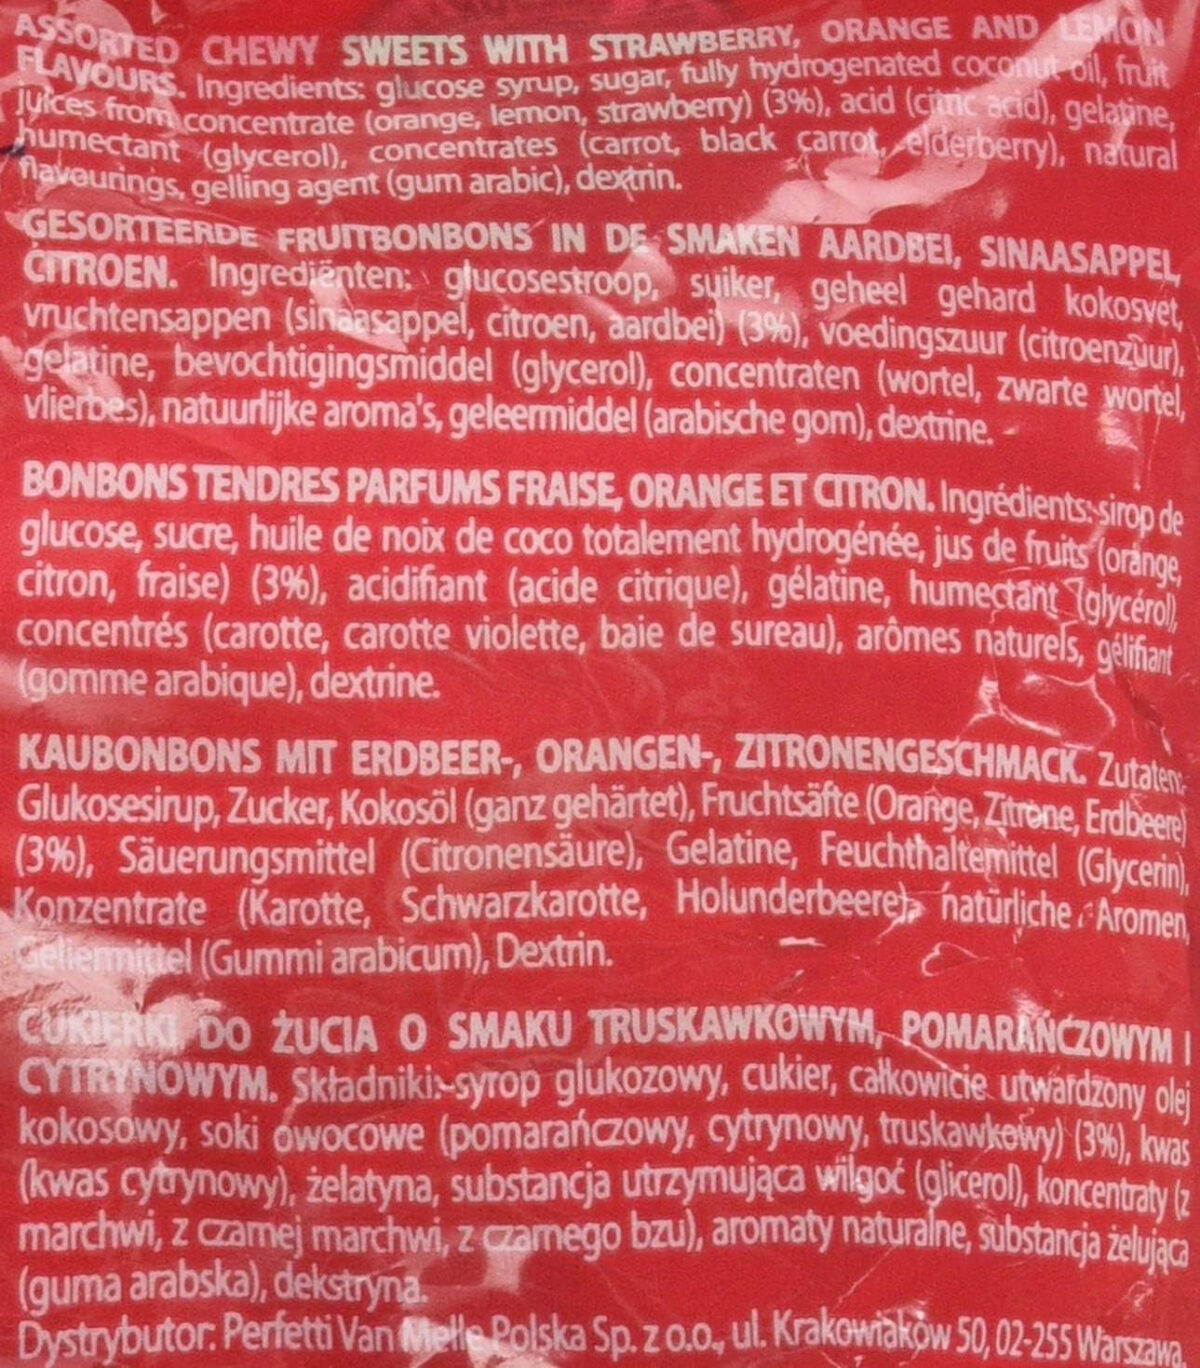 ASSORTED CHEWY SWEETS WITH STRAWBERRY, ORANGE AND LEMON
FLAVOURS. Ingredients: glucose syrup, sugar, fully hydrogenated coconut oil, fruit
juices from concentrate (orange, lemon, strawberry) (3%), acid (citric acid), gelatine,
humectant (glycerol), concentrates (carrot, black carrot, elderberry), natural
flavourings, gelling agent (gum arabic), dextrin.
GESORTEERDE FRUITBONBONS IN DE SMAKEN AARDBEI, SINAASAPPEL,
CITROEN. Ingrediënten: glucosestroop, suiker, geheel gehard kokosvet,
vruchtensappen (sinaasappel, citroen, aardbei) (3%), voedingszuur (citroenzuur),
gelatine, bevochtigingsmiddel (glycerol), concentraten (wortel, zwarte wortel,
vlierbes), natuurlijke aroma's, geleermiddel (arabische gom), dextrine.
BONBONS TENDRES PARFUMS FRAISE, ORANGE ET CITRON. Ingrédients: sirop de
glucose, sucre, huile de noix de coco totalement hydrogénée, jus de fruits (orange,
citron, fraise) (3%), acidifiant (acide citrique), gélatine, humectant (glycérol),
concentrés (carotte, carotte violette, baie de sureau), arômes naturels, gélifiant
(gomme arabique), dextrine.
KAUBONBONS MIT ERDBEER-, ORANGEN-, ZITRONENGESCHMACK. Zutaten:
Glukosesirup, Zucker, Kokosöl (ganz gehärtet), Fruchtsäfte (Orange, Zitrone, Erdbeere)
(3%), Säuerungsmittel (Citronensäure), Gelatine, Feuchthaltemittel (Glycerin),
Konzentrate (Karotte, Schwarzkarotte, Holunderbeere), natürliche Aromen,
Geliermittel (Gummi arabicum), Dextrin.
CUKIERKI DO ŻUCIA O SMAKU TRUSKAWKOWYM, POMARAŃCZOWYM I
CYTRYNOWYM. Składniki: syrop glukozowy, cukier, całkowicie utwardzony olej
kokosowy, soki owocowe (pomarańczowy, cytrynowy, truskawkowy) (3%), kwas
(kwas cytrynowy), żelatyna, substancja utrzymująca wilgoć (glicerol), koncentraty (z
marchwi, z czarnej marchwi, z czarnego bzu), aromaty naturalne, substancja żelująca
(guma arabska), dekstryna.
Dystrybutor: Perfetti Van Melle Polska Sp. z o.o., ul. Krakowiaków 50, 02-255 Warszawa